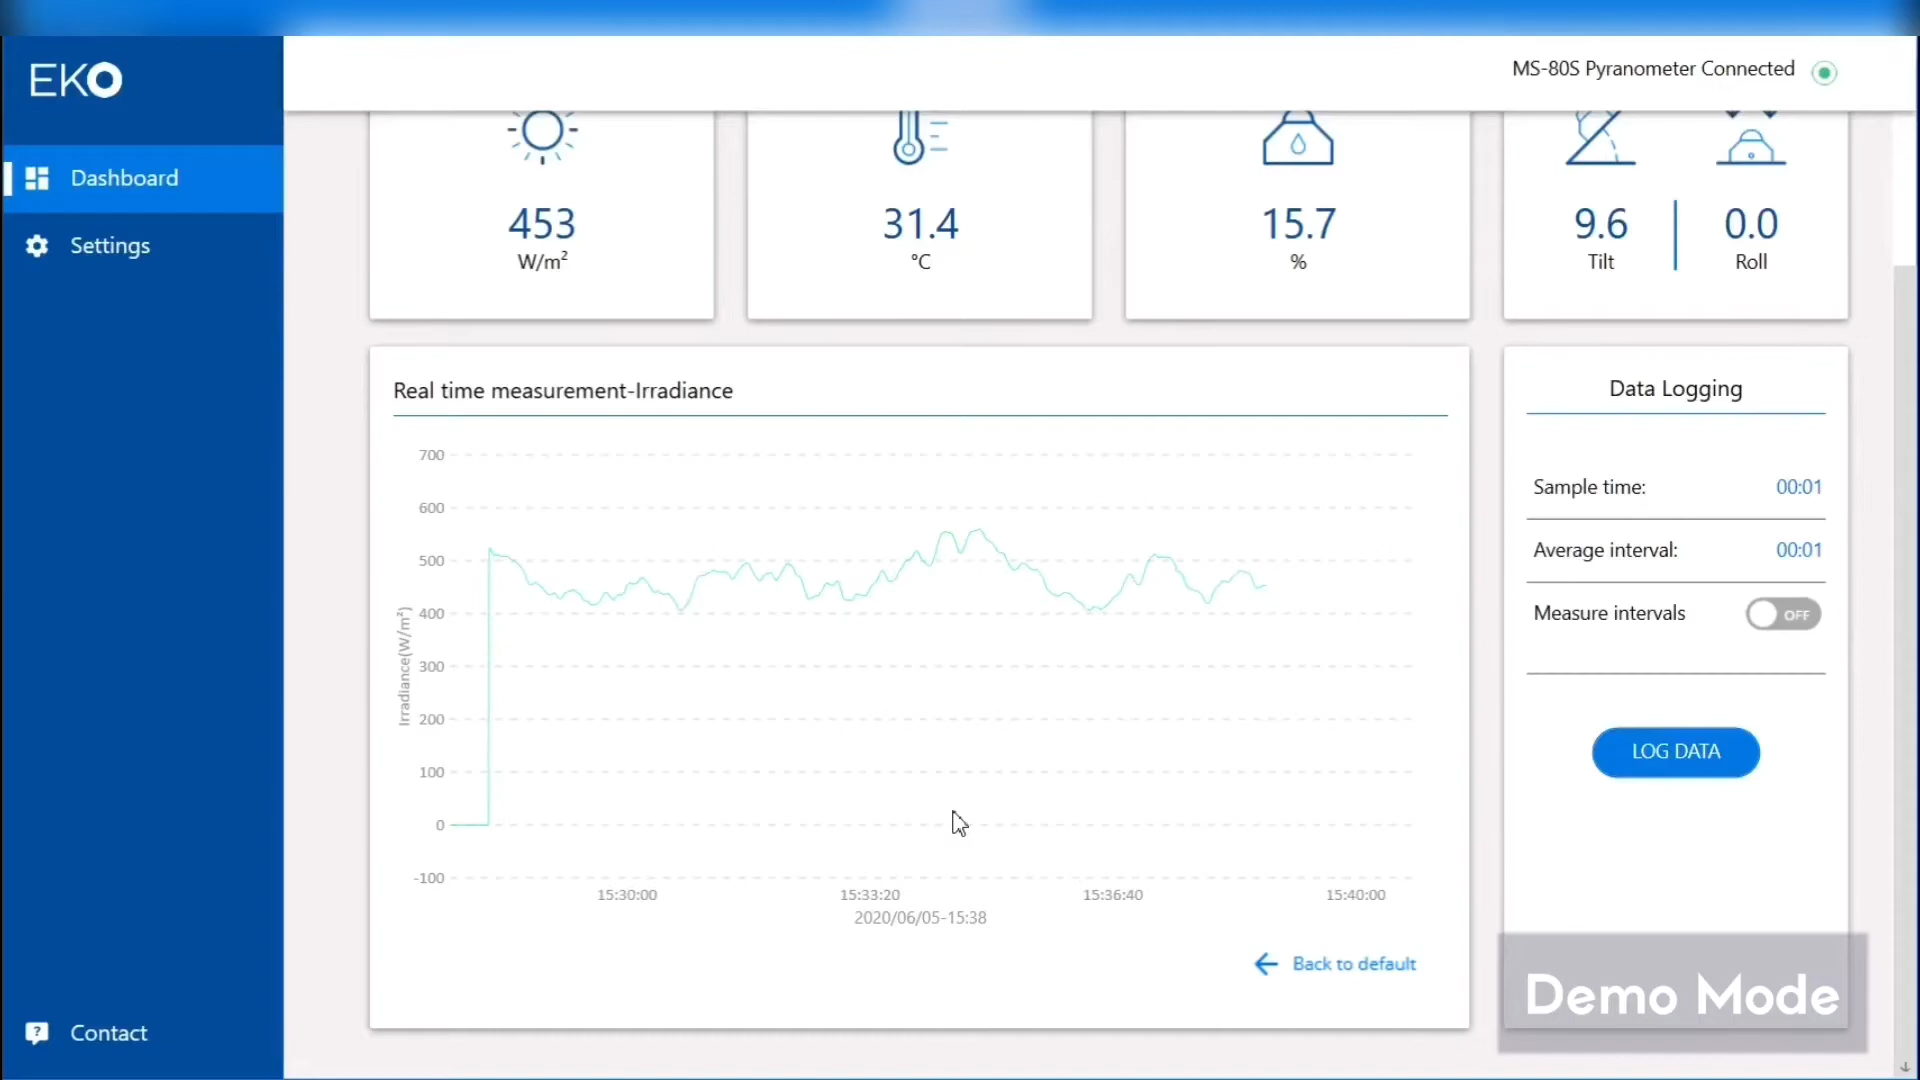 EKO
MS-80S Pyranometer Connected
Dashboard
Settings
453
W/m²
31.4
°C
15.7
%
9.6
Tilt
0.0
Roll
Real time measurement-Irradiance
700
600
500
400
300
200
100
0
-100
Irradiance(W/m²)
15:30:00
15:33:20
15:36:40
15:40:00
2020/06/05-15:38
Back to default
Data Logging
Sample time: 00:01
Average interval: 00:01
Measure intervals OFF
LOG DATA
Demo Mode
Contact